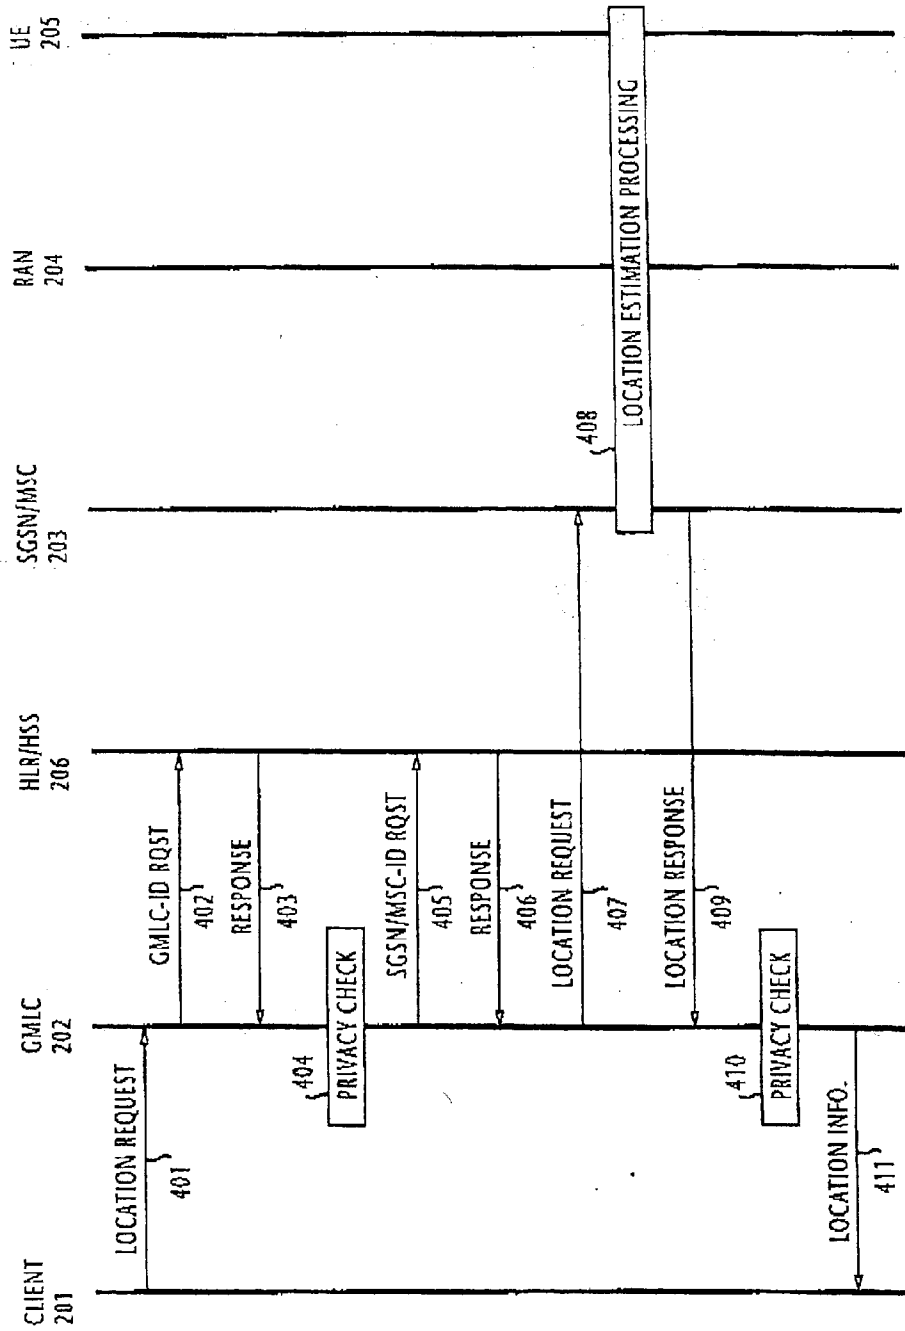 CLIENT
201
GMLC
202
HLR/HSS
206
SGSN/MSC
203
RAN
204
UE
205
LOCATION REQUEST
401
GMLC-ID RQST
402
RESPONSE
403
404
PRIVACY CHECK
SGSN/MSC-ID RQST
405
RESPONSE
406
LOCATION REQUEST
407
408
LOCATION ESTIMATION PROCESSING
LOCATION RESPONSE
409
410
PRIVACY CHECK
LOCATION INFO.
411